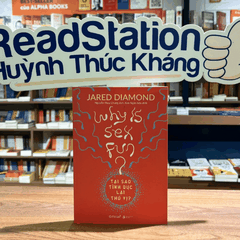 ReadStation
Huỳnh Thúc Kháng
JARED DIAMOND
why is
sex
fun
?
TẠI SAO
TÌNH DỤC
LẠI
THÚ VỊ?